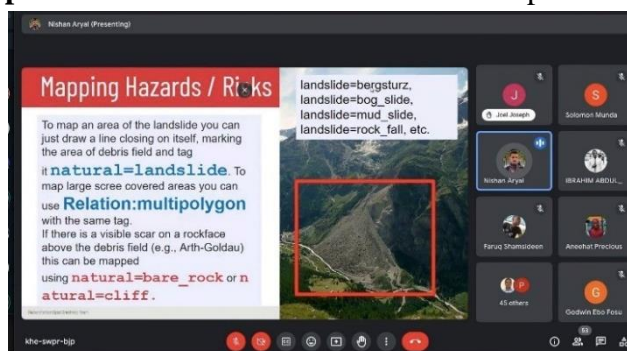 Nishan Aryal (Presenting)
Mapping Hazards / Risks
To map an area of the landslide you can
just draw a line closing on itself, marking
the area of debris field and tag
it natural=landslide. To
map large scree covered areas you can
use Relation:multipolygon
with the same tag.
If there is a visible scar on a rockface
above the debris field (e.g., Arth-Goldau)
this can be mapped
using natural=bare_rock or n
atural=cliff.
landslide=bergsturz,
landslide=bog_slide,
landslide=mud_slide,
landslide=rock_fall, etc.
J
Joel Joseph
S
Solomon Munda
Nishan Aryal
IBRAHIM ABDUL...
Faruq Shamsideen
Aneehat Precious
P
45 others
G
Godwin Ebo Fosu
khe-swpr-bjp
53